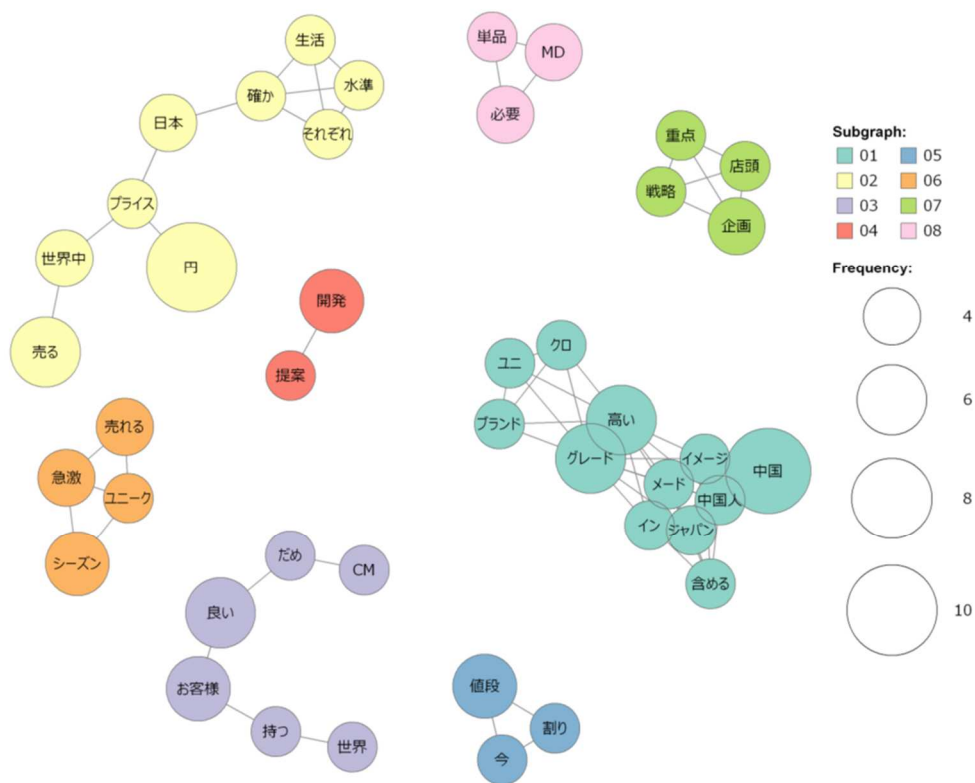 生活
水準
確か
それぞれ
日本
プライス
世界中
円
売る
単品
MD
必要
重点
店頭
戦略
企画
Subgraph:
01 05
02 06
03 07
04 08
Frequency:
4
6
8
10
開発
提案
クロ
ユニ
ブランド
高い
グレード
イメージ
中国
メード
中国人
イン
ジャパン
含める
売れる
急激
ユニーク
シーズン
だめ
CM
良い
お客様
持つ
世界
値段
割り
今